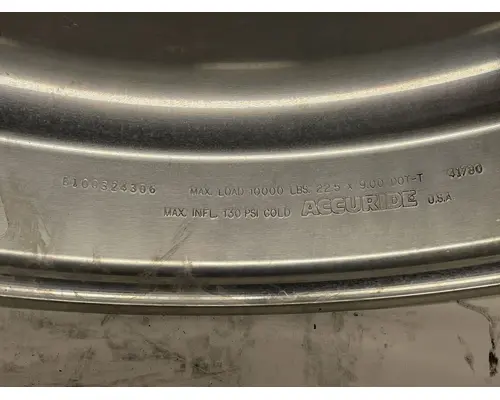 MAX. LOAD 10000 LBS. 22.5 X 9.00 DOT-T 41780
MAX. INFL. 130 PSI COLD ACCURIDE U.S.A